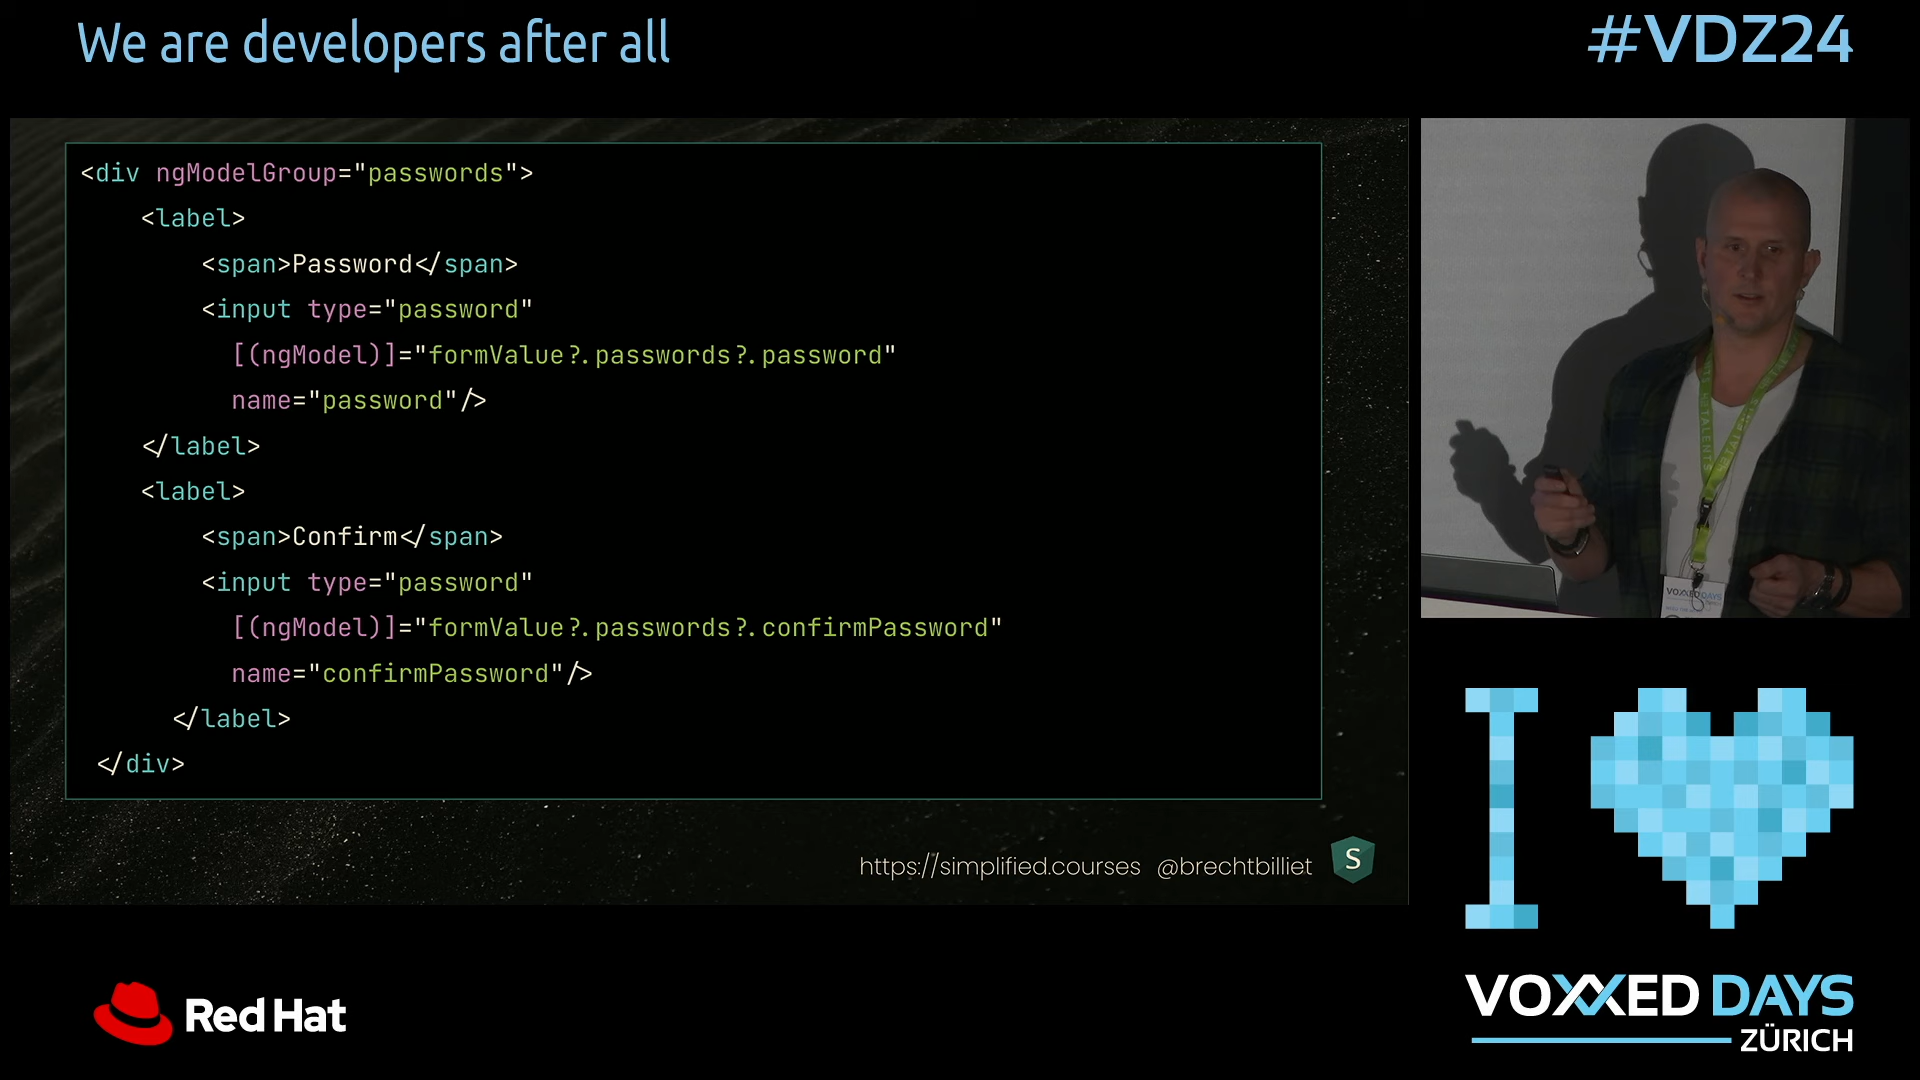 We are developers after all
#VDZ24
<div ngModelGroup="passwords">
<label>
<span>Password</span>
<input type="password"
[(ngModel)]="formValue?.passwords?.password"
name="password"/>
</label>
<label>
<span>Confirm</span>
<input type="password"
[(ngModel)]="formValue?.passwords?.confirmPassword"
name="confirmPassword"/>
</label>
</div>
https://simplified.courses @brechtbilliet
S
VOXXED DAYS
I
Red Hat
VOXXED DAYS
ZÜRICH